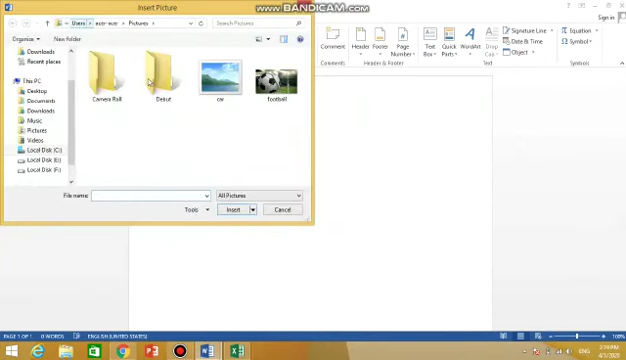 Insert Picture
www.BANDICAM.com
Users ▸ acer acer ▸ Pictures ▸
Search Pictures
Sign in
Organize
New folder
Downloads
Recent places
This PC
Desktop
Documents
Downloads
Music
Pictures
Videos
Local Disk (C:)
Local Disk (E:)
Local Disk (F:)
Camera Roll
Debut
car
football
File name:
All Pictures
Tools
Insert
Cancel
Comment
Header
Footer
Page Number
Text Box
Quick Parts
WordArt
Drop Cap
Signature Line
Date & Time
Object
Equation
Symbol
Comments
Header & Footer
Text
Symbols
PAGE 1 OF 1
0 WORDS
ENGLISH (UNITED STATES)
100%
ENG